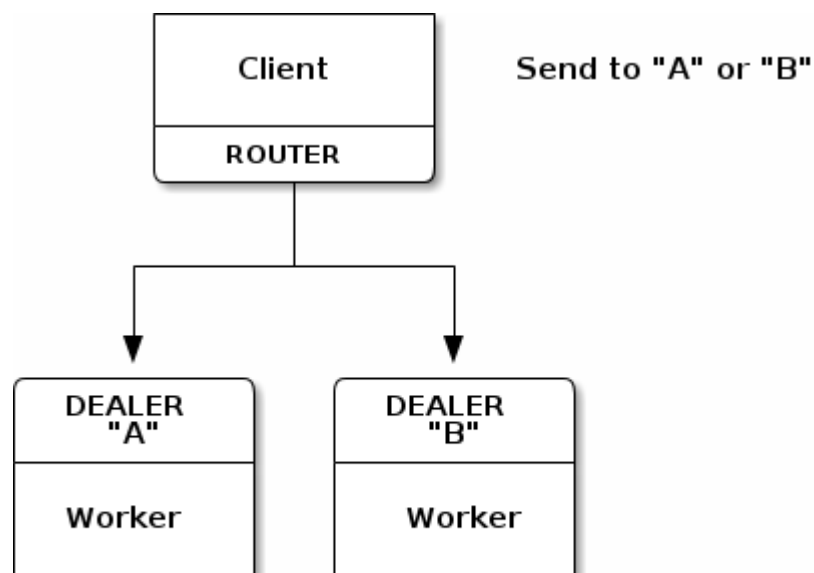 Client
Send to "A" or "B"
ROUTER
DEALER
"A"
DEALER
"B"
Worker
Worker